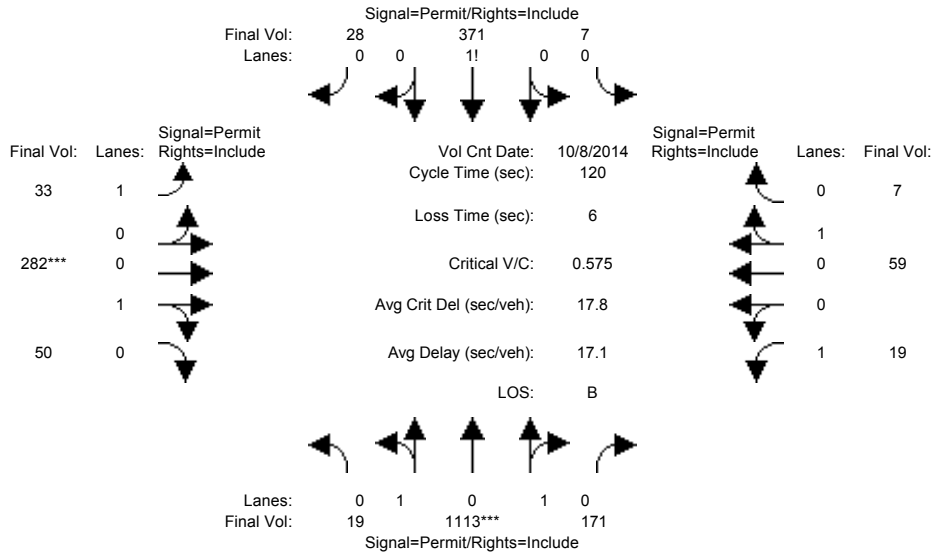 Signal=Permit/Rights=Include
Final Vol: 28 371 7
Lanes: 0 0 1! 0 0
Signal=Permit Signal=Permit
Final Vol: Lanes: Rights=Include Vol Cnt Date: 10/8/2014 Rights=Include Lanes: Final Vol:
Cycle Time (sec): 120
33 1 0 7
Loss Time (sec): 6
0 1
282*** 0 Critical V/C: 0.575 0 59
1 Avg Crit Del (sec/veh): 17.8 0
50 0 Avg Delay (sec/veh): 17.1 1 19
LOS: B
Lanes: 0 1 0 1 0
Final Vol: 19 1113*** 171
Signal=Permit/Rights=Include